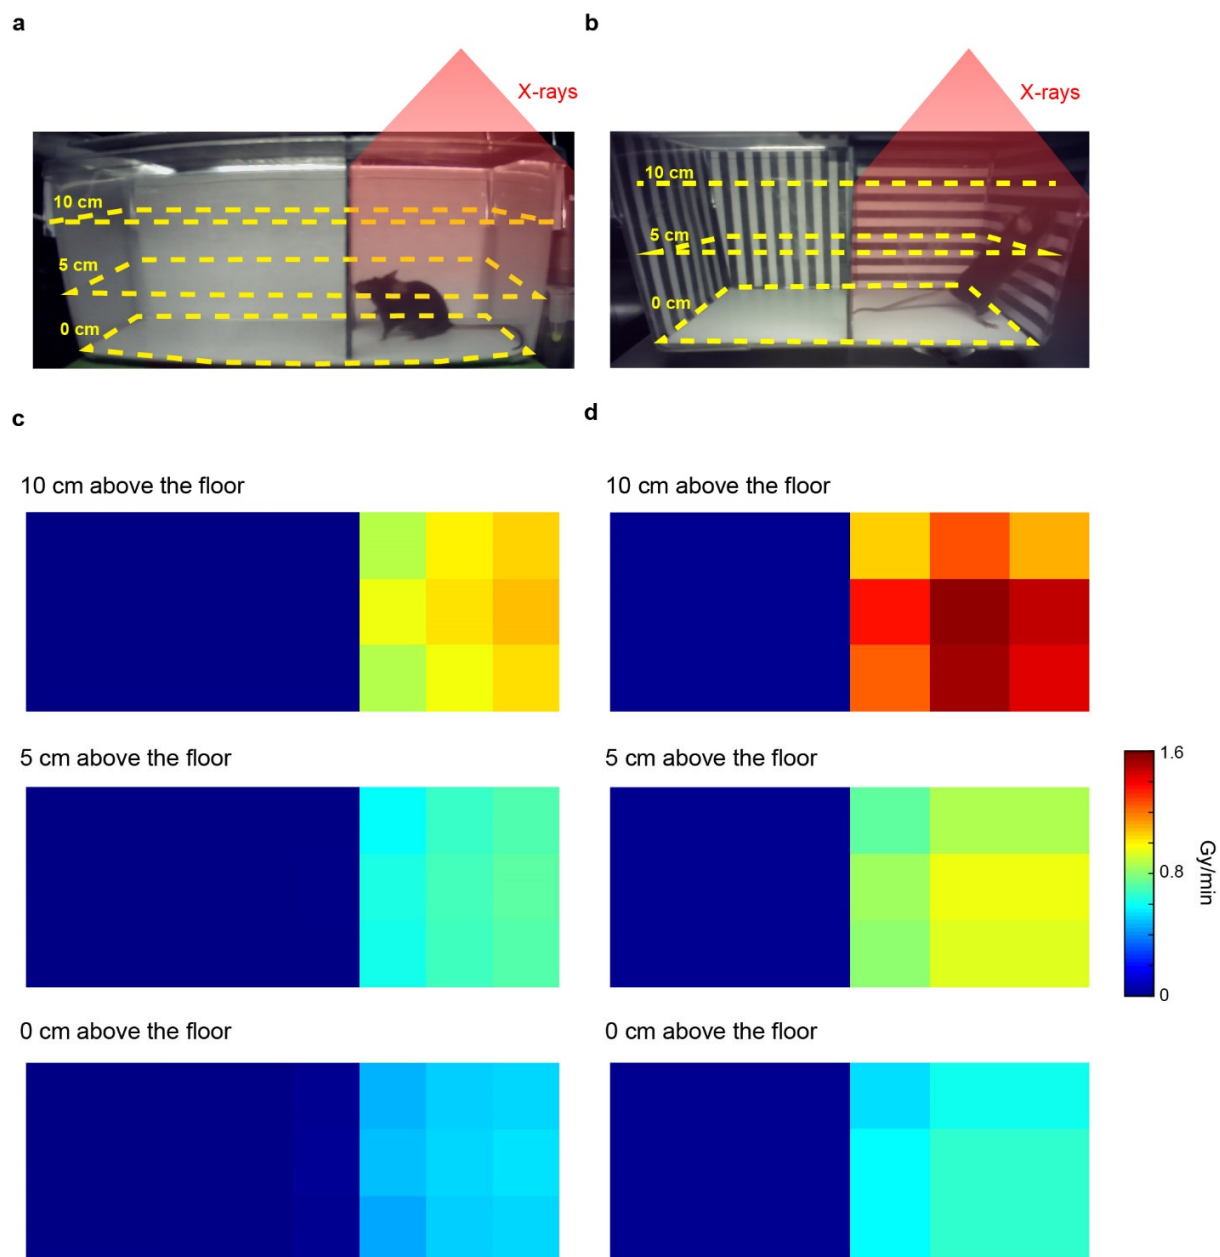 a
b
X-rays
X-rays
10 cm
5 cm
0 cm
10 cm
5 cm
0 cm
c
d
10 cm above the floor
10 cm above the floor
5 cm above the floor
5 cm above the floor
1.6
0.8
0
Gy/min
0 cm above the floor
0 cm above the floor